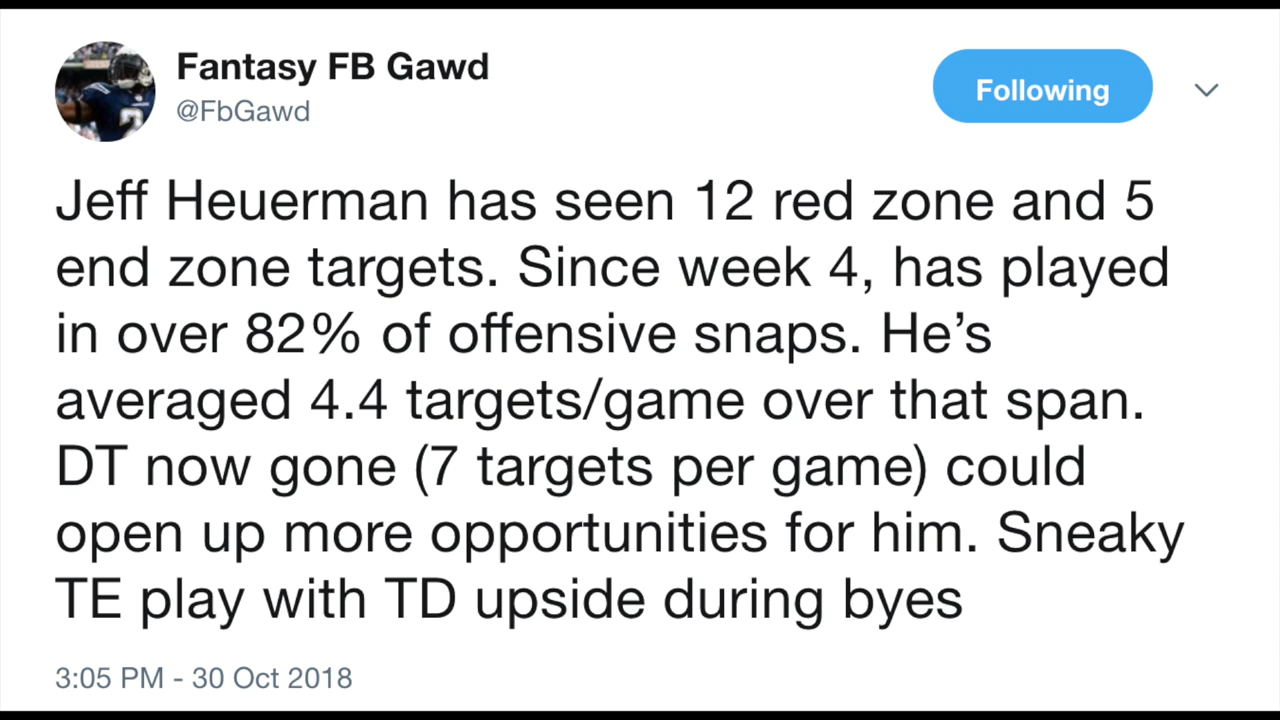 Fantasy FB Gawd
@FbGawd
Following
Jeff Heuerman has seen 12 red zone and 5
end zone targets. Since week 4, has played
in over 82% of offensive snaps. He’s
averaged 4.4 targets/game over that span.
DT now gone (7 targets per game) could
open up more opportunities for him. Sneaky
TE play with TD upside during byes
3:05 PM - 30 Oct 2018